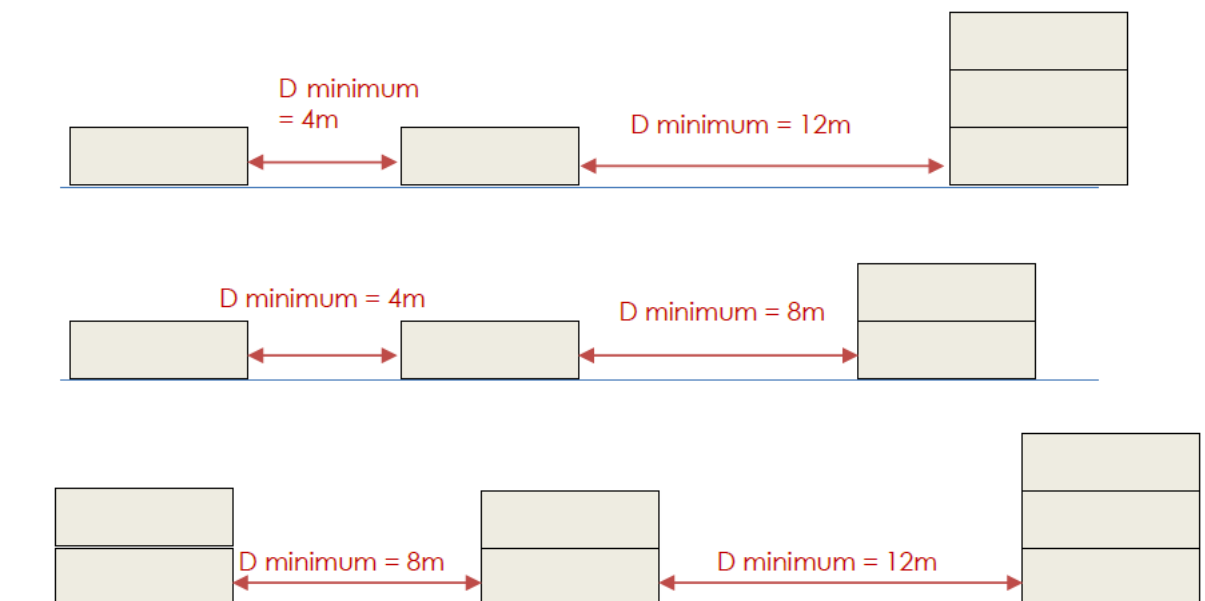 D minimum
= 4m
D minimum = 12m
D minimum = 4m
D minimum = 8m
D minimum = 8m
D minimum = 12m